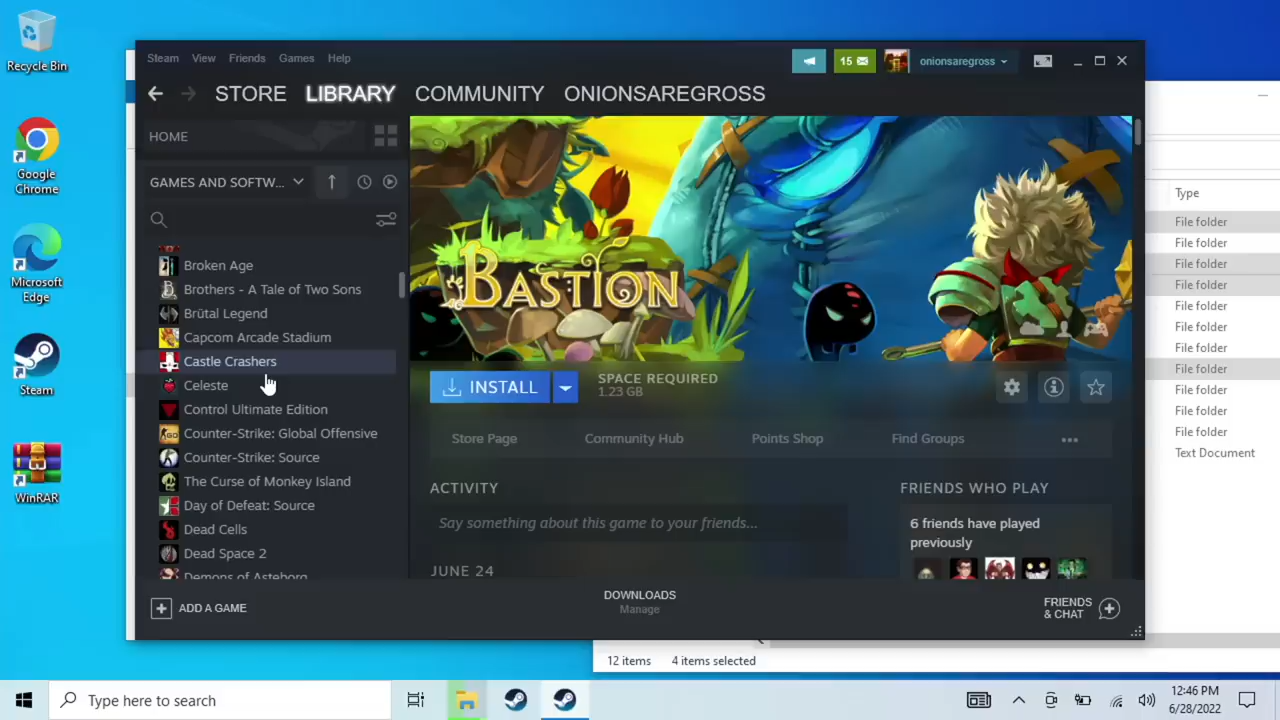 Recycle Bin
Google
Chrome
Microsoft
Edge
Steam
WinRAR
Steam View Friends Games Help
15
onionsaregross
STORE LIBRARY COMMUNITY ONIONSAREGROSS
HOME
GAMES AND SOFTW...
Broken Age
Brothers - A Tale of Two Sons
Brütal Legend
Capcom Arcade Stadium
Castle Crashers
Celeste
Control Ultimate Edition
Counter-Strike: Global Offensive
Counter-Strike: Source
The Curse of Monkey Island
Day of Defeat: Source
Dead Cells
Dead Space 2
Demons of Asteborg
BASTION
INSTALL
SPACE REQUIRED
1.23 GB
Store Page Community Hub Points Shop Find Groups
ACTIVITY
Say something about this game to your friends...
JUNE 24
FRIENDS WHO PLAY
6 friends have played
previously
ADD A GAME
DOWNLOADS
Manage
FRIENDS
& CHAT
Type
File folder
File folder
File folder
File folder
File folder
File folder
File folder
File folder
File folder
File folder
File folder
Text Document
12 items 4 items selected
Type here to search
12:46 PM
6/28/2022